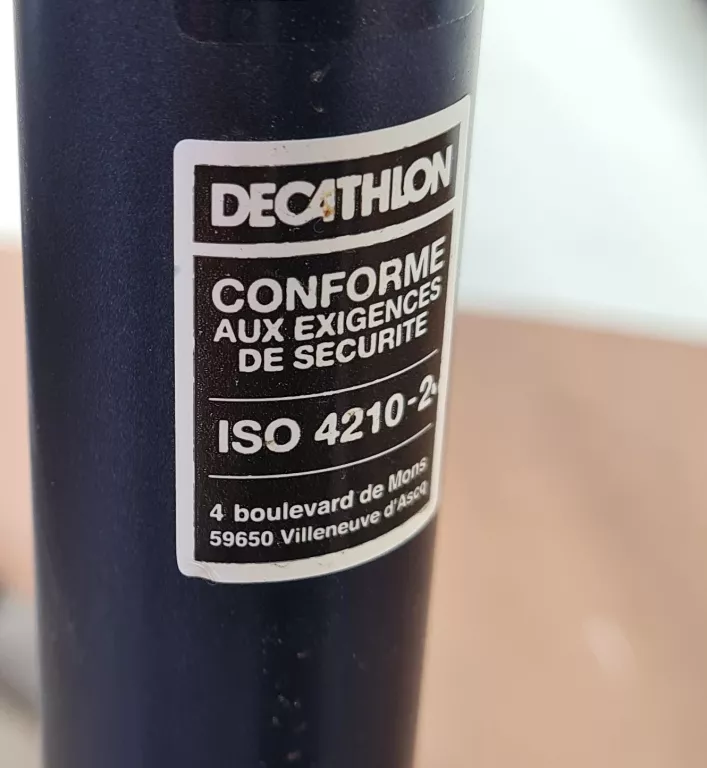 DECATHLON
CONFORME
AUX EXIGENCES
DE SECURITE
ISO 4210-2
4 boulevard de Mons
59650 Villeneuve d'Ascq